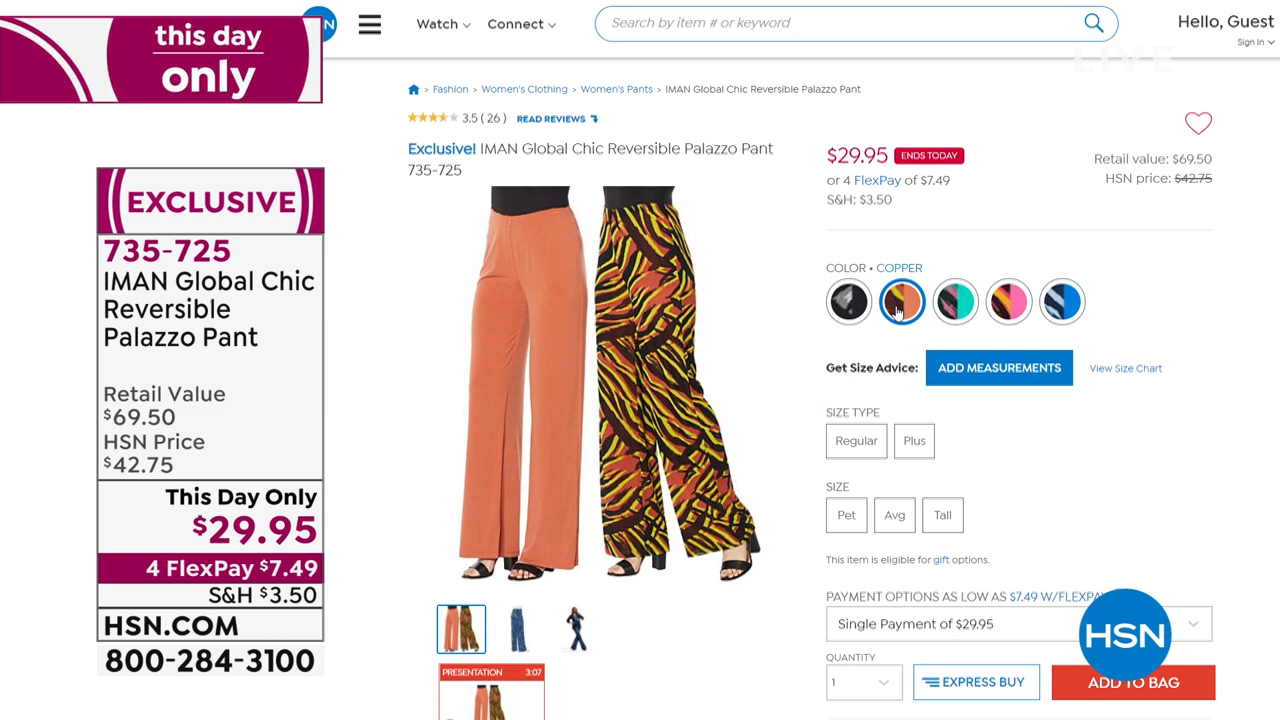 this day
only
EXCLUSIVE
735-725
IMAN Global Chic
Reversible
Palazzo Pant
Retail Value
$69.50
HSN Price
$42.75
This Day Only
$29.95
4 FlexPay $7.49
S&H $3.50
HSN.COM
800-284-3100
SN
Watch
Connect
Search by item # or keyword
Hello, Guest
Sign In
LIVE
> Fashion > Women's Clothing > Women's Pants > IMAN Global Chic Reversible Palazzo Pant
3.5 ( 26 ) READ REVIEWS
Exclusive! IMAN Global Chic Reversible Palazzo Pant
735-725
$29.95 ENDS TODAY
or 4 FlexPay of $7.49
S&H: $3.50
Retail value: $69.50
HSN price: $42.75
COLOR • COPPER
Get Size Advice: ADD MEASUREMENTS View Size Chart
SIZE TYPE
Regular Plus
SIZE
Pet Avg Tall
This item is eligible for gift options.
PAYMENT OPTIONS AS LOW AS $7.49 W/FLEXPA
Single Payment of $29.95
HSN
QUANTITY
1
EXPRESS BUY
ADD TO BAG
PRESENTATION 3:07